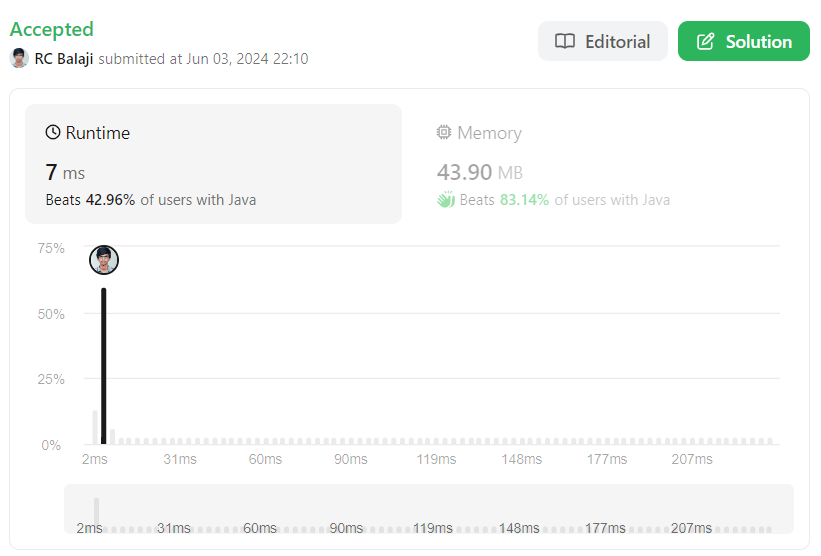 Accepted
Editorial
Solution
RC Balaji submitted at Jun 03, 2024 22:10
Runtime
7 ms
Beats 42.96% of users with Java
Memory
43.90 MB
Beats 83.14% of users with Java
75%
50%
25%
0%
2ms 31ms 60ms 90ms 119ms 148ms 177ms 207ms
2ms 31ms 60ms 90ms 119ms 148ms 177ms 207ms